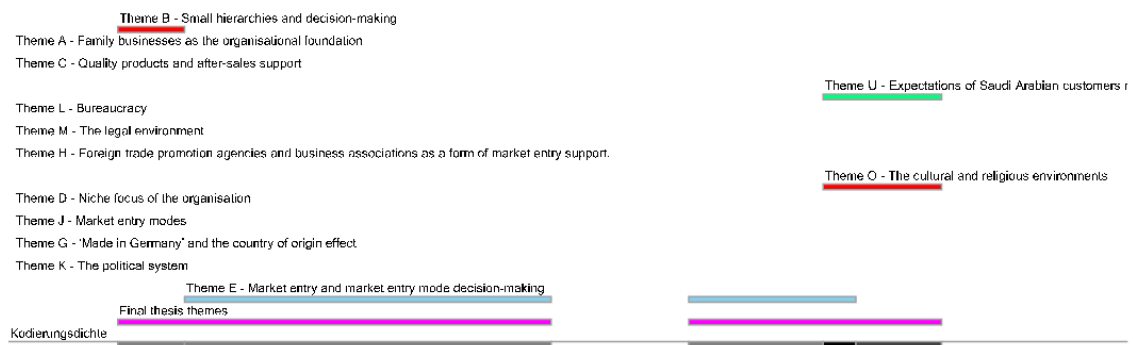 Theme B - Small hierarchies and decision-making
Theme A - Family businesses as the organisational foundation
Theme C - Quality products and after-sales support
Theme U - Expectations of Saudi Arabian customers r
Theme L - Bureaucracy
Theme M - The legal environment
Theme H - Foreign trade promotion agencies and business associations as a form of market entry support.
Theme O - The cultural and religious environments
Theme D - Niche focus of the organisation
Theme J - Market entry modes
Theme G - 'Made in Germany' and the country of origin effect
Theme K - The political system
Theme E - Market entry and market entry mode decision-making
Final thesis themes
Kodierungsdichte